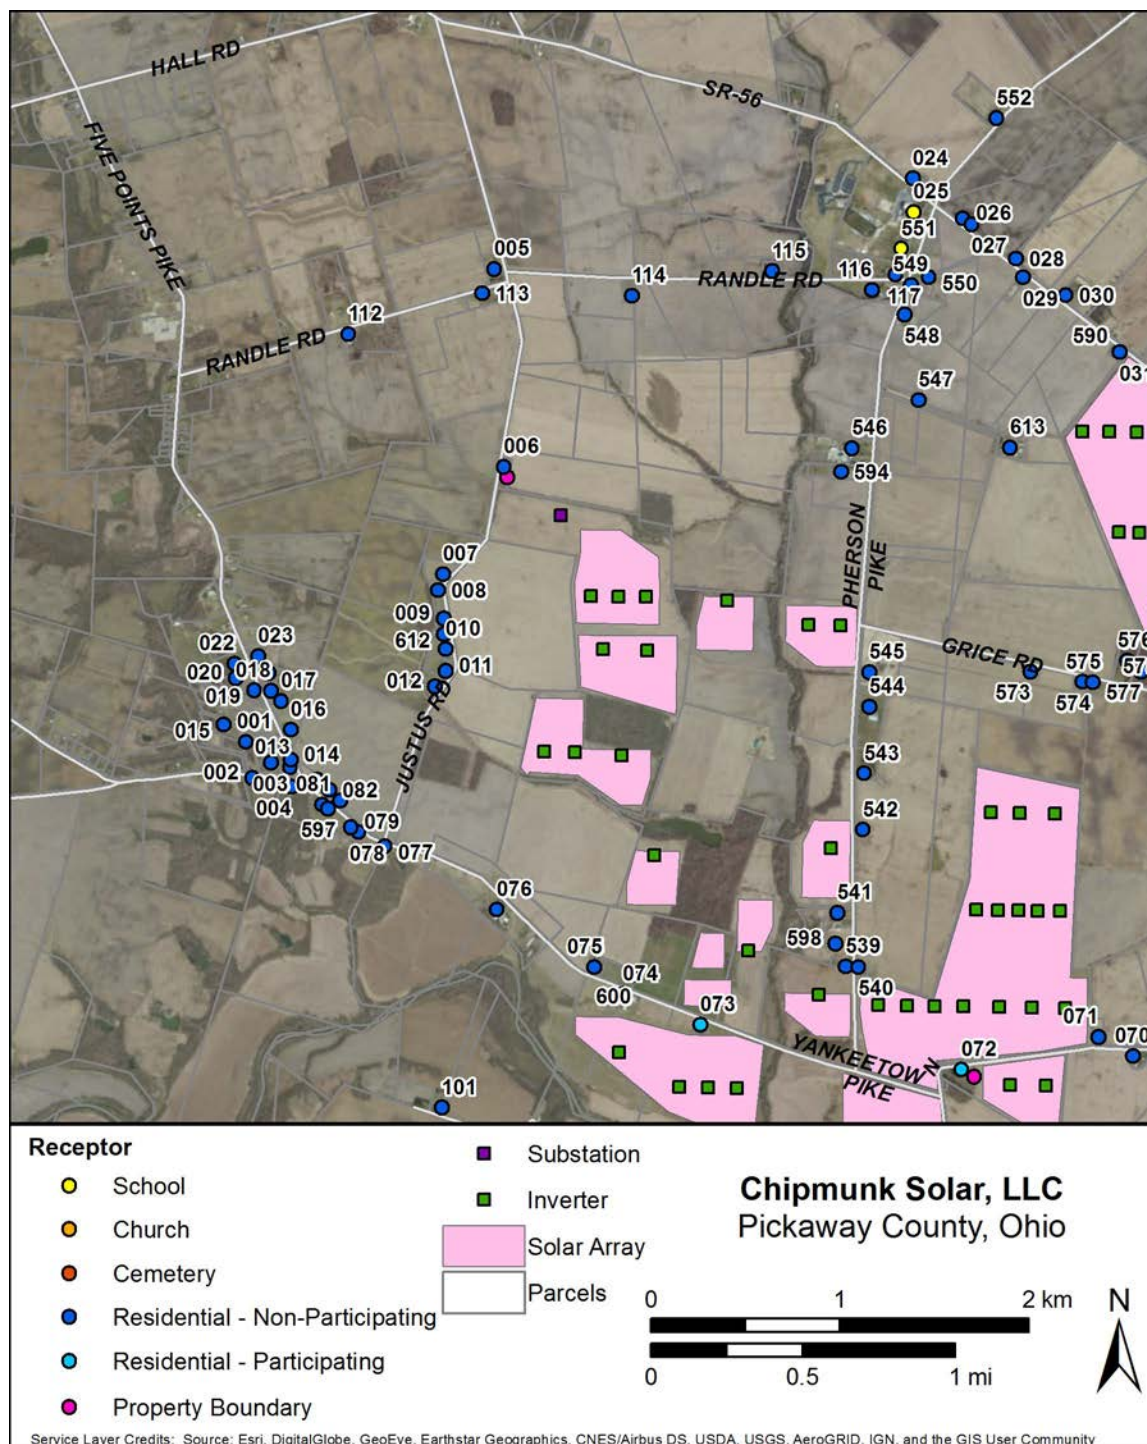 HALL RD
SR-56
552
FIVE POINTS PIKE
024
025
026
551
027
028
005
115
549
RANDLE RD
116
550
114
029
030
113
117
112
548
590
RANDLE RD
031
547
546
613
006
594
PHERSON PIKE
007
008
009
010
612
011
012
022
023
020
018
017
019
016
015
001
013
014
002
003
081
082
004
597
079
078
077
JUSTUS RD
GRICE RD
576
575
573
574
577
545
544
543
542
541
598
539
540
076
075
074
600
073
071
070
072
YANKEETOWN PIKE
101
Receptor
School
Church
Cemetery
Residential - Non-Participating
Residential - Participating
Property Boundary
Substation
Inverter
Solar Array
Parcels
Chipmunk Solar, LLC
Pickaway County, Ohio
0 1 2 km
0 0.5 1 mi
N
Service Layer Credits: Source: Esri, DigitalGlobe, GeoEye, Earthstar Geographics, CNES/Airbus DS, USDA, USGS, AeroGRID, IGN, and the GIS User Community